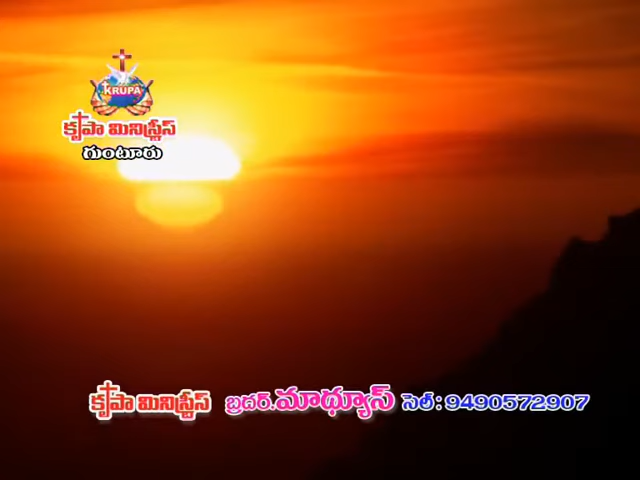 KRUPA
కృపా మినిస్ట్రీస్
గుంటూరు
కృపా మినిస్ట్రీస్ బ్రదర్.మాథ్యూస్ సెల్ : 9490572907